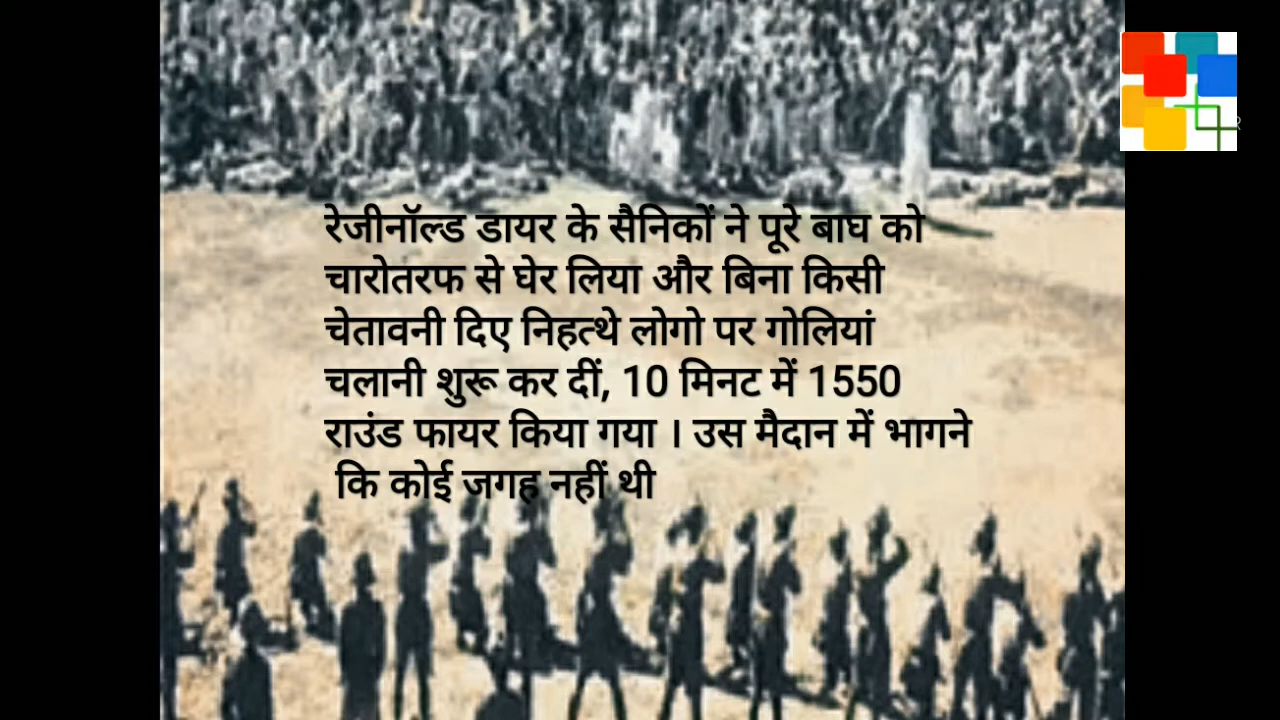 रेजीनॉल्ड डायर के सैनिकों ने पूरे बाघ को
चारोतरफ से घेर लिया और बिना किसी
चेतावनी दिए निहत्थे लोगो पर गोलियां
चलानी शुरू कर दीं, 10 मिनट में 1550
राउंड फायर किया गया । उस मैदान में भागने
कि कोई जगह नहीं थी